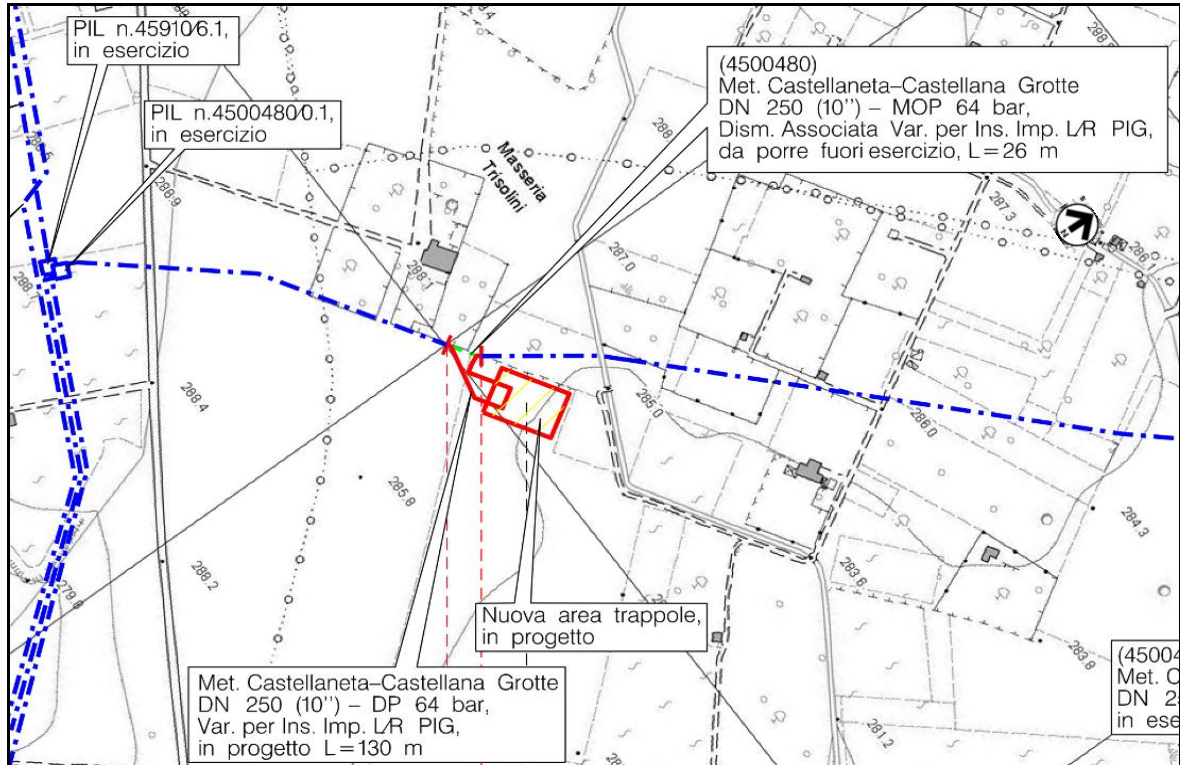 PIL n.45910/6.1,
in esercizio
PIL n.4500480/0.1,
in esercizio
(4500480)
Met. Castellaneta–Castellana Grotte
DN 250 (10'') – MOP 64 bar,
Dism. Associata Var. per Ins. Imp. L/R PIG,
da porre fuori esercizio, L=26 m
Masseria
Trisolini
288.9
287.3
287.0
288.1
288.4
285.0
286.0
285.8
284.3
288.2
283.8
279.8
283.8
281.2
Nuova area trappole,
in progetto
Met. Castellaneta–Castellana Grotte
DN 250 (10'') – DP 64 bar,
Var. per Ins. Imp. L/R PIG,
in progetto L=130 m
(45004
Met. C
DN 2
in ese